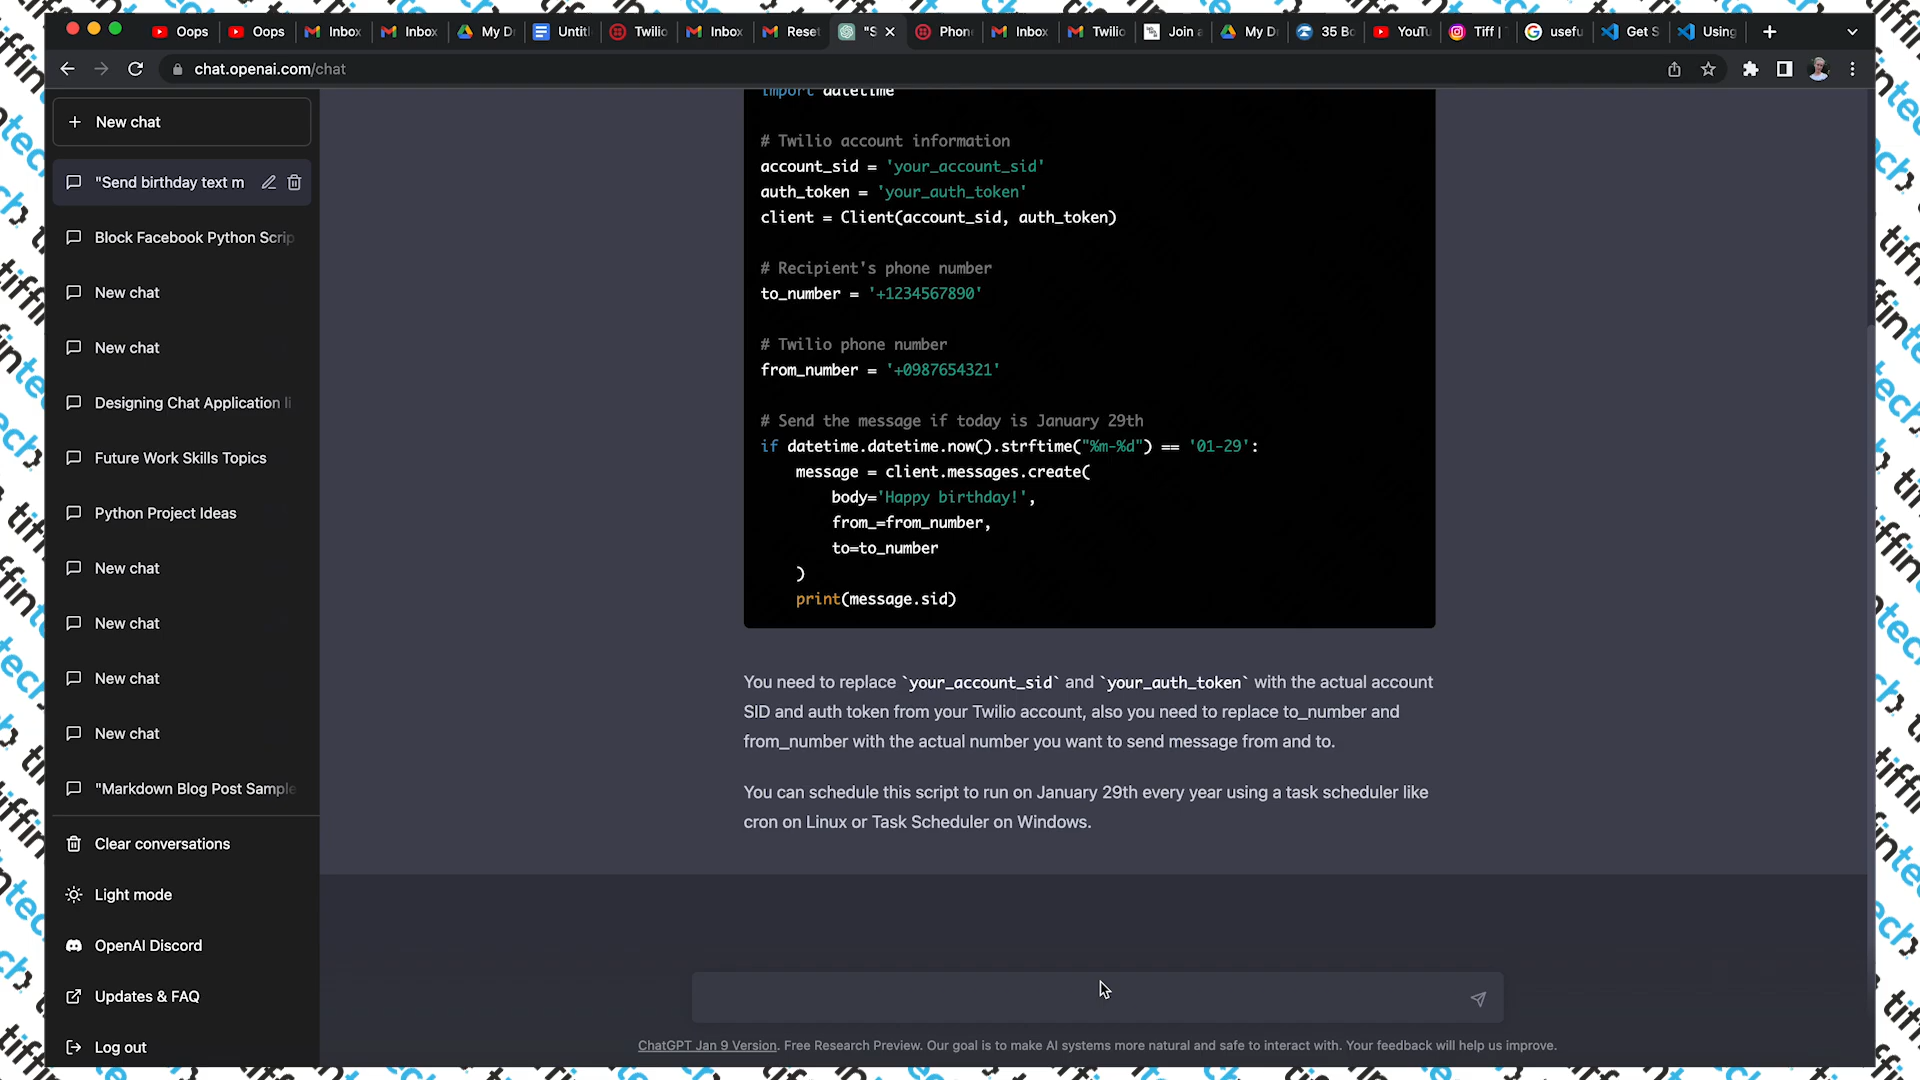 Oops
Oops
Inbox
Inbox
My D
Untitl
Twilio
Inbox
Reset
"S
Phon
Inbox
Twilio
Join a
My D
35 Bo
YouTu
Tiff |
usefu
Get S
Using
chat.openai.com/chat
New chat
"Send birthday text m
Block Facebook Python Scrip
New chat
New chat
Designing Chat Application li
Future Work Skills Topics
Python Project Ideas
New chat
New chat
New chat
New chat
"Markdown Blog Post Sample
Clear conversations
Light mode
OpenAI Discord
Updates & FAQ
Log out
import datetime
# Twilio account information
account_sid = 'your_account_sid'
auth_token = 'your_auth_token'
client = Client(account_sid, auth_token)
# Recipient's phone number
to_number = '+1234567890'
# Twilio phone number
from_number = '+0987654321'
# Send the message if today is January 29th
if datetime.datetime.now().strftime("%m-%d") == '01-29':
    message = client.messages.create(
        body='Happy birthday!',
        from_=from_number,
        to=to_number
    )
    print(message.sid)
You need to replace `your_account_sid` and `your_auth_token` with the actual account
SID and auth token from your Twilio account, also you need to replace to_number and
from_number with the actual number you want to send message from and to.
You can schedule this script to run on January 29th every year using a task scheduler like
cron on Linux or Task Scheduler on Windows.
ChatGPT Jan 9 Version. Free Research Preview. Our goal is to make AI systems more natural and safe to interact with. Your feedback will help us improve.
tiffintech